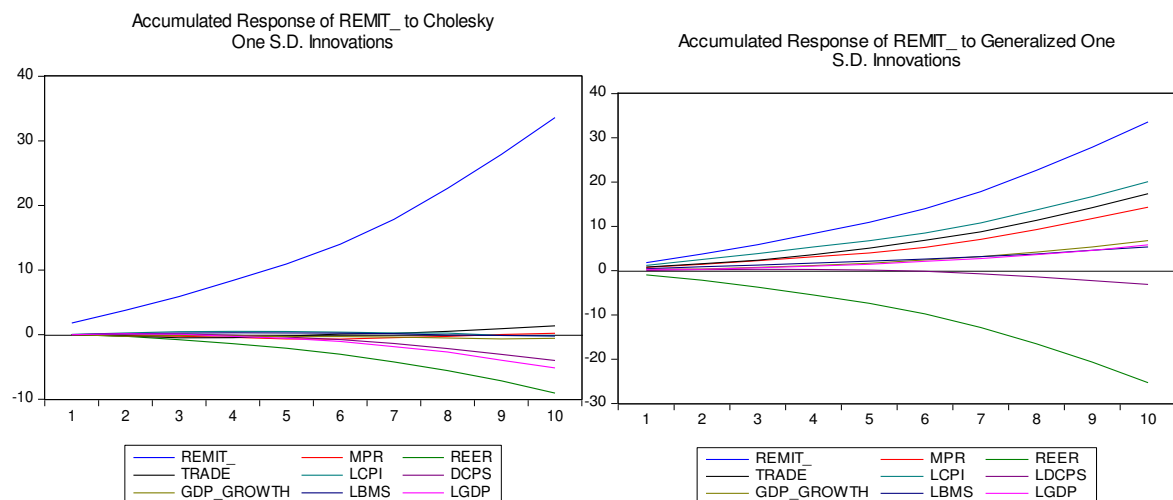 Accumulated Response of REMIT_ to Cholesky
One S.D. Innovations
40
30
20
10
0
-10
1 2 3 4 5 6 7 8 9 10
REMIT_ MPR REER
TRADE LCPI DCPS
GDP_GROWTH LBMS LGDP
Accumulated Response of REMIT_ to Generalized One
S.D. Innovations
40
30
20
10
0
-10
-20
-30
1 2 3 4 5 6 7 8 9 10
REMIT_ MPR REER
TRADE LCPI LDCPS
GDP_GROWTH LBMS LGDP